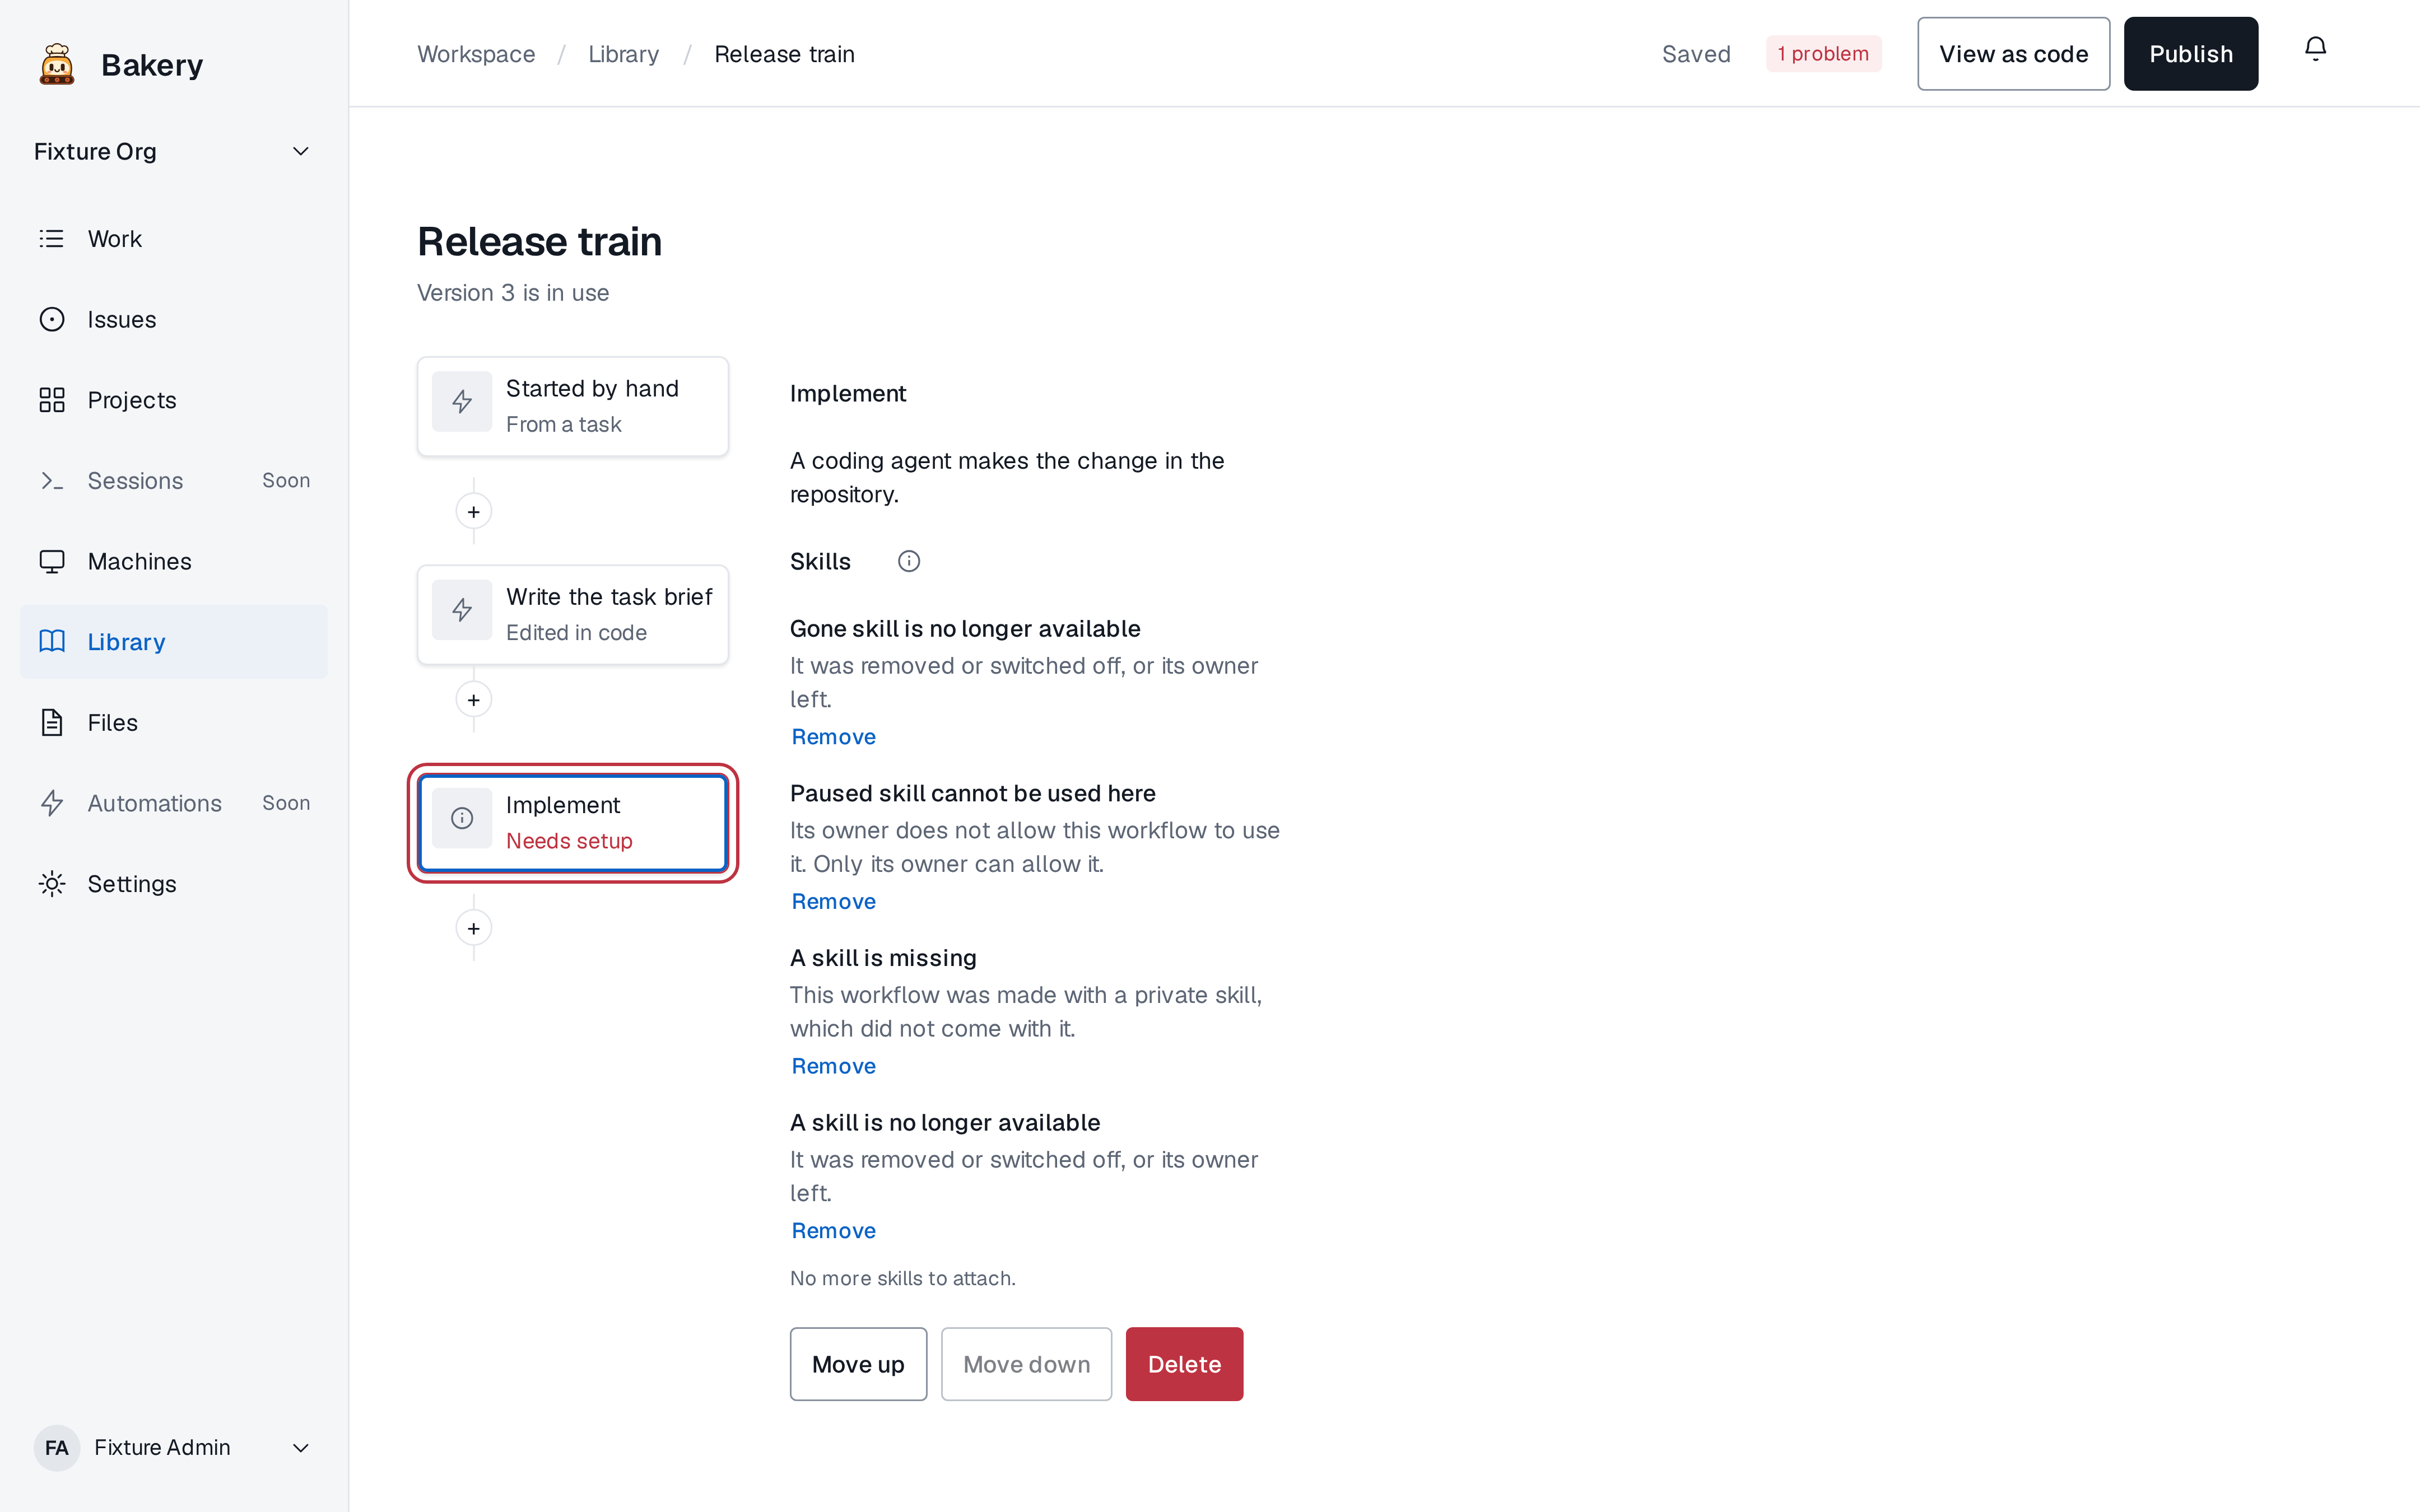 Bakery
Fixture Org
Work
Issues
Projects
Sessions Soon
Machines
Library
Files
Automations Soon
Settings
FA Fixture Admin
Workspace / Library / Release train
Saved
1 problem
View as code
Publish
Release train
Version 3 is in use
Started by hand
From a task
+
Write the task brief
Edited in code
+
Implement
Needs setup
+
Implement
A coding agent makes the change in the
repository.
Skills
Gone skill is no longer available
It was removed or switched off, or its owner
left.
Remove
Paused skill cannot be used here
Its owner does not allow this workflow to use
it. Only its owner can allow it.
Remove
A skill is missing
This workflow was made with a private skill,
which did not come with it.
Remove
A skill is no longer available
It was removed or switched off, or its owner
left.
Remove
No more skills to attach.
Move up
Move down
Delete